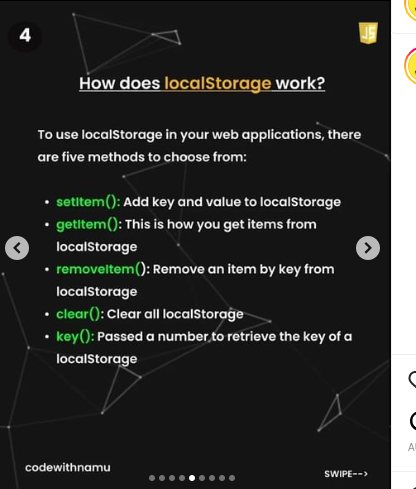 4
JS
How does localStorage work?
To use localStorage in your web applications, there
are five methods to choose from:
• setItem(): Add key and value to localStorage
• getItem(): This is how you get items from
localStorage
• removeItem(): Remove an item by key from
localStorage
• clear(): Clear all localStorage
• key(): Passed a number to retrieve the key of a
localStorage
codewithnamu
SWIPE-->